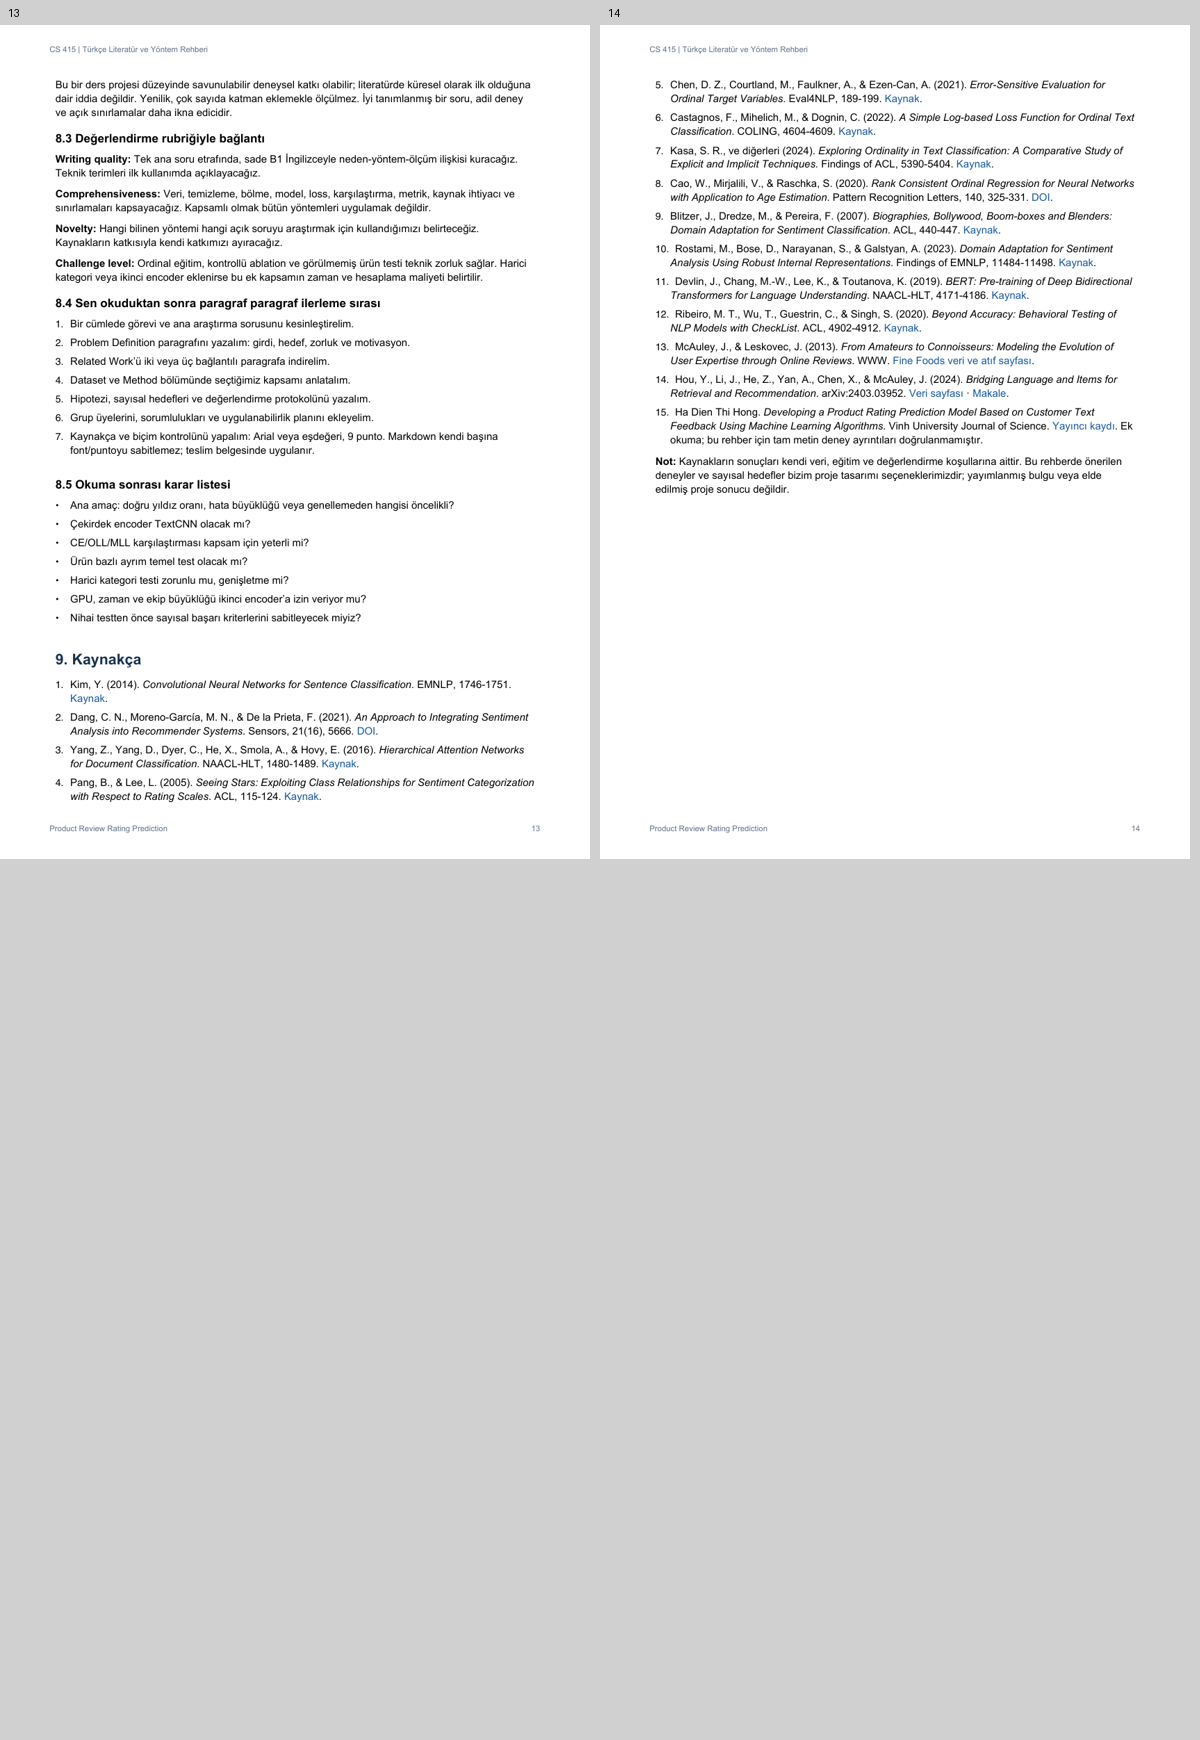 13
CS 415 | Türkçe Literatür ve Yöntem Rehberi
Bu bir ders projesi düzeyinde savunulabilir deneysel katkı olabilir; literatürde küresel olarak ilk olduğuna
dair iddia değildir. Yenilik, çok sayıda katman eklemekle ölçülmez. İyi tanımlanmış bir soru, adil deney
ve açık sınırlamalar daha ikna edicidir.
8.3 Değerlendirme rubriğiyle bağlantı
Writing quality: Tek ana soru etrafında, sade B1 İngilizceyle neden-yöntem-ölçüm ilişkisi kuracağız.
Teknik terimleri ilk kullanımda açıklayacağız.
Comprehensiveness: Veri, temizleme, bölme, model, loss, karşılaştırma, metrik, kaynak ihtiyacı ve
sınırlamaları kapsayacağız. Kapsamlı olmak bütün yöntemleri uygulamak değildir.
Novelty: Hangi bilinen yöntemi hangi açık soruyu araştırmak için kullandığımızı belirteceğiz.
Kaynakların katkısıyla kendi katkımızı ayıracağız.
Challenge level: Ordinal eğitim, kontrollü ablation ve görülmemiş ürün testi teknik zorluk sağlar. Harici
kategori veya ikinci encoder eklenirse bu ek kapsamın zaman ve hesaplama maliyeti belirtilir.
8.4 Sen okuduktan sonra paragraf paragraf ilerleme sırası
1. Bir cümlede görevi ve ana araştırma sorusunu kesinleştirelim.
2. Problem Definition paragrafını yazalım: girdi, hedef, zorluk ve motivasyon.
3. Related Work'ü iki veya üç bağlantılı paragrafa indirelim.
4. Dataset ve Method bölümünde seçtiğimiz kapsamı anlatalım.
5. Hipotezi, sayısal hedefleri ve değerlendirme protokolünü yazalım.
6. Grup üyelerini, sorumlulukları ve uygulanabilirlik planını ekleyelim.
7. Kaynakça ve biçim kontrolünü yapalım: Arial veya eşdeğeri, 9 punto. Markdown kendi başına
font/puntoyu sabitlemez; teslim belgesinde uygulanır.
8.5 Okuma sonrası karar listesi
• Ana amaç: doğru yıldız oranı, hata büyüklüğü veya genellemeden hangisi öncelikli?
• Çekirdek encoder TextCNN olacak mı?
• CE/OLL/MLL karşılaştırması kapsam için yeterli mi?
• Ürün bazlı ayrım temel test olacak mı?
• Harici kategori testi zorunlu mu, genişletme mi?
• GPU, zaman ve ekip büyüklüğü ikinci encoder'a izin veriyor mu?
• Nihai testten önce sayısal başarı kriterlerini sabitleyecek miyiz?
9. Kaynakça
1. Kim, Y. (2014). Convolutional Neural Networks for Sentence Classification. EMNLP, 1746-1751.
Kaynak.
2. Dang, C. N., Moreno-García, M. N., & De la Prieta, F. (2021). An Approach to Integrating Sentiment
Analysis into Recommender Systems. Sensors, 21(16), 5666. DOI.
3. Yang, Z., Yang, D., Dyer, C., He, X., Smola, A., & Hovy, E. (2016). Hierarchical Attention Networks
for Document Classification. NAACL-HLT, 1480-1489. Kaynak.
4. Pang, B., & Lee, L. (2005). Seeing Stars: Exploiting Class Relationships for Sentiment Categorization
with Respect to Rating Scales. ACL, 115-124. Kaynak.
Product Review Rating Prediction 13
14
CS 415 | Türkçe Literatür ve Yöntem Rehberi
5. Chen, D. Z., Courtland, M., Faulkner, A., & Ezen-Can, A. (2021). Error-Sensitive Evaluation for
Ordinal Target Variables. Eval4NLP, 189-199. Kaynak.
6. Castagnos, F., Mihelich, M., & Dognin, C. (2022). A Simple Log-based Loss Function for Ordinal Text
Classification. COLING, 4604-4609. Kaynak.
7. Kasa, S. R., ve diğerleri (2024). Exploring Ordinality in Text Classification: A Comparative Study of
Explicit and Implicit Techniques. Findings of ACL, 5390-5404. Kaynak.
8. Cao, W., Mirjalili, V., & Raschka, S. (2020). Rank Consistent Ordinal Regression for Neural Networks
with Application to Age Estimation. Pattern Recognition Letters, 140, 325-331. DOI.
9. Blitzer, J., Dredze, M., & Pereira, F. (2007). Biographies, Bollywood, Boom-boxes and Blenders:
Domain Adaptation for Sentiment Classification. ACL, 440-447. Kaynak.
10. Rostami, M., Bose, D., Narayanan, S., & Galstyan, A. (2023). Domain Adaptation for Sentiment
Analysis Using Robust Internal Representations. Findings of EMNLP, 11484-11498. Kaynak.
11. Devlin, J., Chang, M.-W., Lee, K., & Toutanova, K. (2019). BERT: Pre-training of Deep Bidirectional
Transformers for Language Understanding. NAACL-HLT, 4171-4186. Kaynak.
12. Ribeiro, M. T., Wu, T., Guestrin, C., & Singh, S. (2020). Beyond Accuracy: Behavioral Testing of
NLP Models with CheckList. ACL, 4902-4912. Kaynak.
13. McAuley, J., & Leskovec, J. (2013). From Amateurs to Connoisseurs: Modeling the Evolution of
User Expertise through Online Reviews. WWW. Fine Foods veri ve atıf sayfası.
14. Hou, Y., Li, J., He, Z., Yan, A., Chen, X., & McAuley, J. (2024). Bridging Language and Items for
Retrieval and Recommendation. arXiv:2403.03952. Veri sayfası · Makale.
15. Ha Dien Thi Hong. Developing a Product Rating Prediction Model Based on Customer Text
Feedback Using Machine Learning Algorithms. Vinh University Journal of Science. Yayıncı kaydı. Ek
okuma; bu rehber için tam metin deney ayrıntıları doğrulanmamıştır.
Not: Kaynakların sonuçları kendi veri, eğitim ve değerlendirme koşullarına aittir. Bu rehberde önerilen
deneyler ve sayısal hedefler bizim proje tasarımı seçeneklerimizdir; yayımlanmış bulgu veya elde
edilmiş proje sonucu değildir.
Product Review Rating Prediction 14